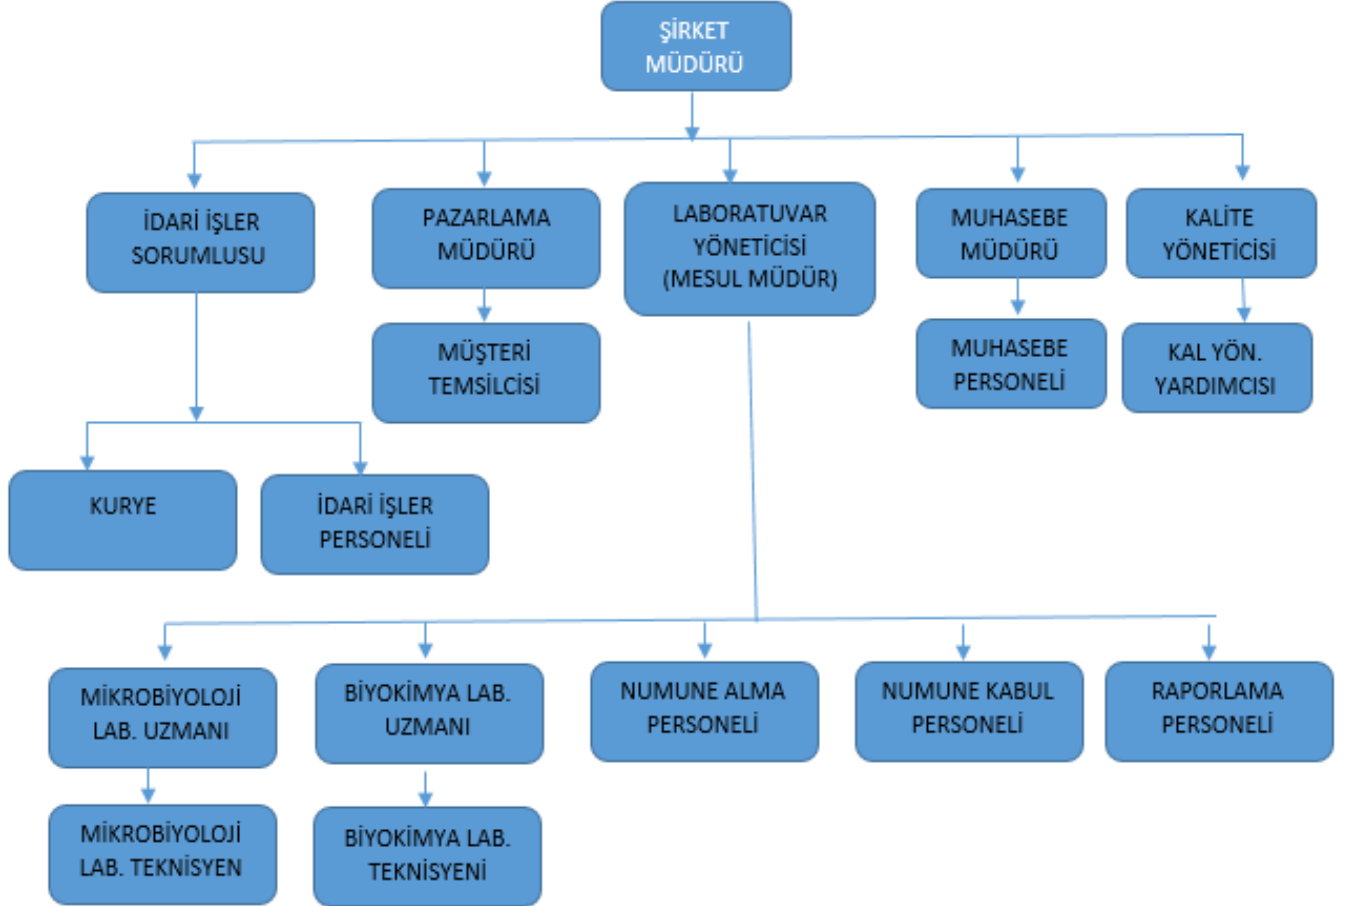 ŞİRKET
MÜDÜRÜ
İDARİ İŞLER
SORUMLUSU
PAZARLAMA
MÜDÜRÜ
LABORATUVAR
YÖNETİCİSİ
(MESUL MÜDÜR)
MUHASEBE
MÜDÜRÜ
KALİTE
YÖNETİCİSİ
MÜŞTERİ
TEMSİLCİSİ
MUHASEBE
PERSONELİ
KAL YÖN.
YARDIMCISI
KURYE
İDARİ İŞLER
PERSONELİ
MİKROBİYOLOJİ
LAB. UZMANI
BİYOKİMYA LAB.
UZMANI
NUMUNE ALMA
PERSONELİ
NUMUNE KABUL
PERSONELİ
RAPORLAMA
PERSONELİ
MİKROBİYOLOJİ
LAB. TEKNİSYEN
BİYOKİMYA LAB.
TEKNİSYENİ